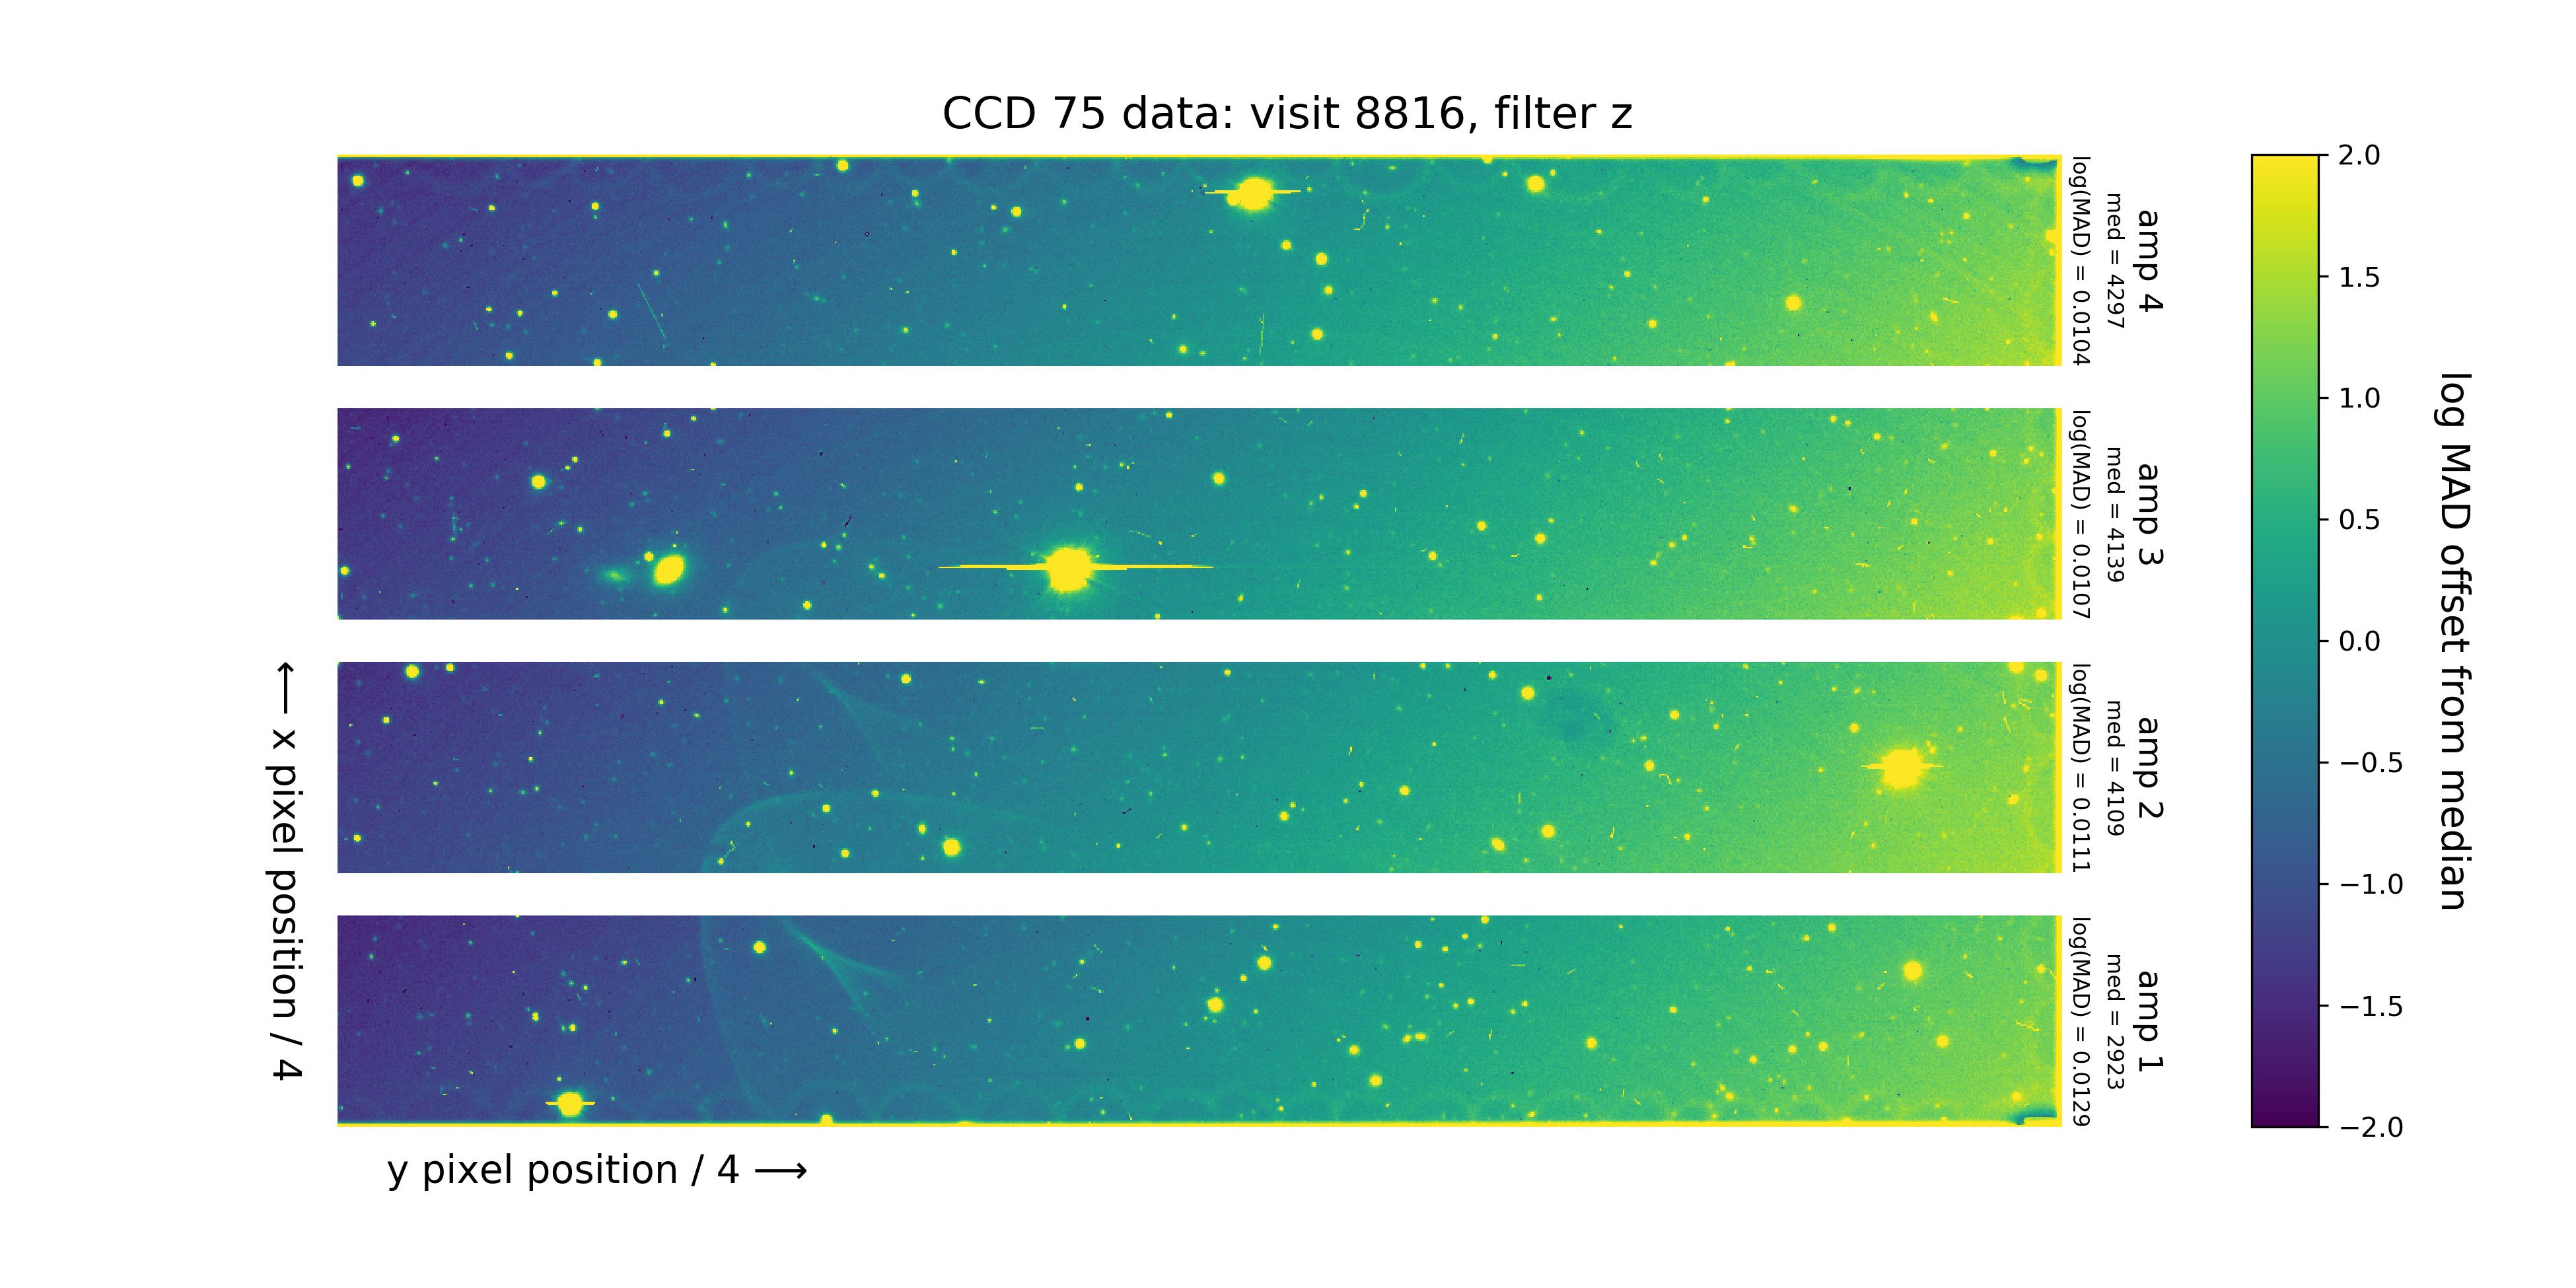 CCD 75 data: visit 8816, filter z
amp 4
med = 4297
log(MAD) = 0.0104
amp 3
med = 4139
log(MAD) = 0.0107
amp 2
med = 4109
log(MAD) = 0.0111
amp 1
med = 2923
log(MAD) = 0.0129
⟵ x pixel position / 4
y pixel position / 4 ⟶
2.0
1.5
1.0
0.5
0.0
−0.5
−1.0
−1.5
−2.0
log MAD offset from median